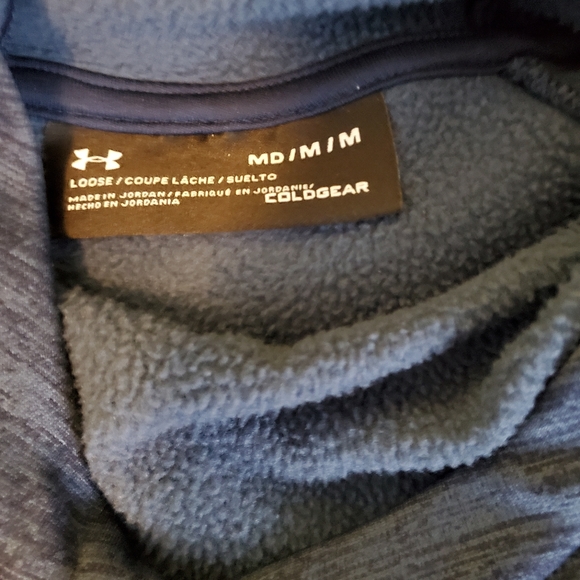 MD/M/M
LOOSE/COUPE LÂCHE/SUELTO
MADE IN JORDAN/FABRIQUÉ EN JORDANIE/
HECHO EN JORDANIA
COLDGEAR